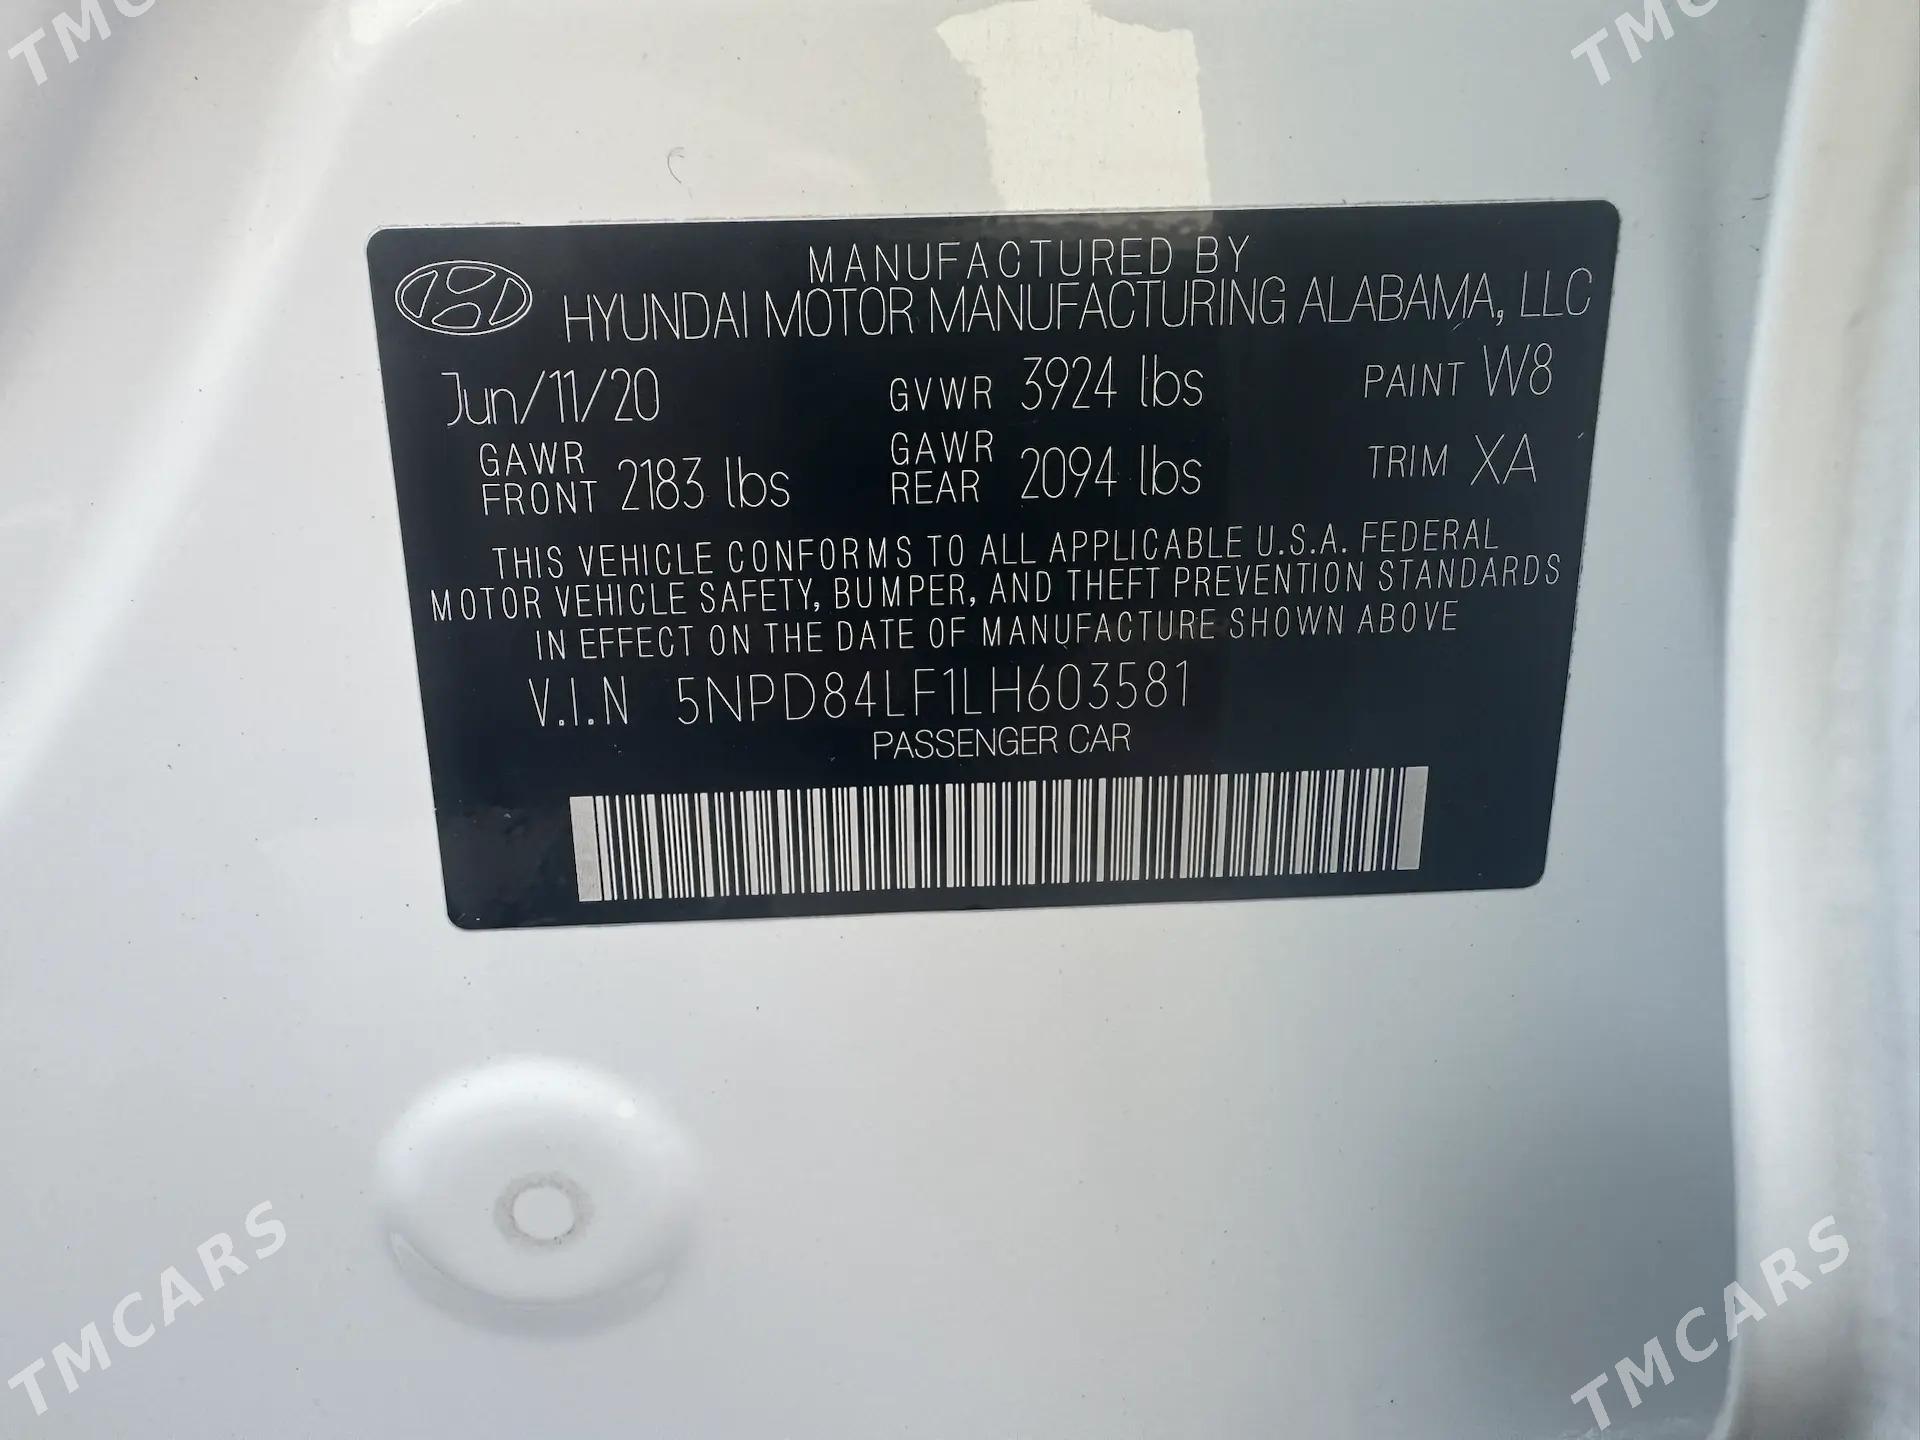 TMC
TMC
MANUFACTURED BY
HYUNDAI MOTOR MANUFACTURING ALABAMA, LLC
Jun/11/20 GVWR 3924 lbs PAINT W8
GAWR FRONT 2183 lbs GAWR REAR 2094 lbs TRIM XA
THIS VEHICLE CONFORMS TO ALL APPLICABLE U.S.A. FEDERAL
MOTOR VEHICLE SAFETY, BUMPER, AND THEFT PREVENTION STANDARDS
IN EFFECT ON THE DATE OF MANUFACTURE SHOWN ABOVE
V.I.N 5NPD84LF1LH603581
PASSENGER CAR
TMCARS
TMCARS